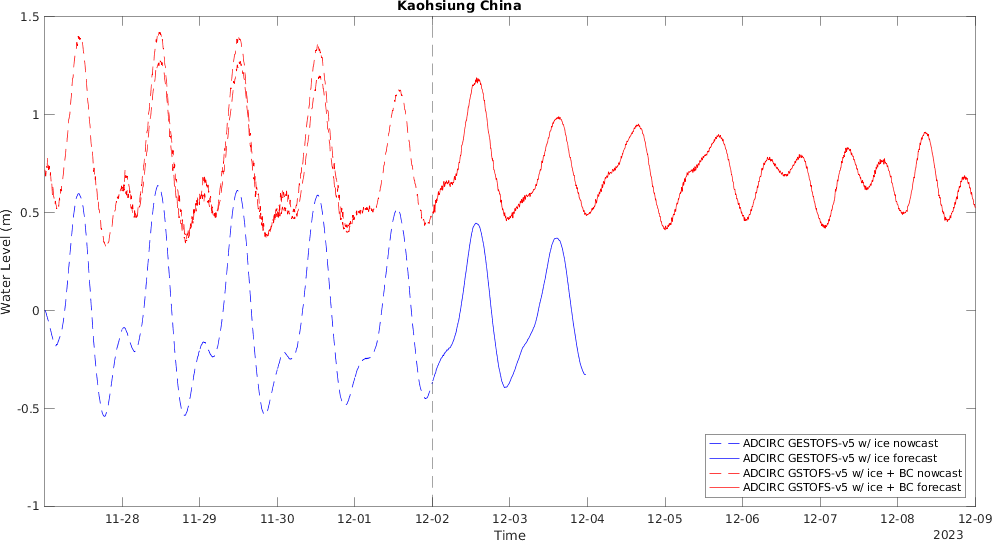 Kaohsiung China
1.5
1
0.5
0
-0.5
-1
Water Level (m)
11-28
11-29
11-30
12-01
12-02
12-03
12-04
12-05
12-06
12-07
12-08
12-09
Time
2023
ADCIRC GESTOFS-v5 w/ ice nowcast
ADCIRC GESTOFS-v5 w/ ice forecast
ADCIRC GSTOFS-v5 w/ ice + BC nowcast
ADCIRC GSTOFS-v5 w/ ice + BC forecast